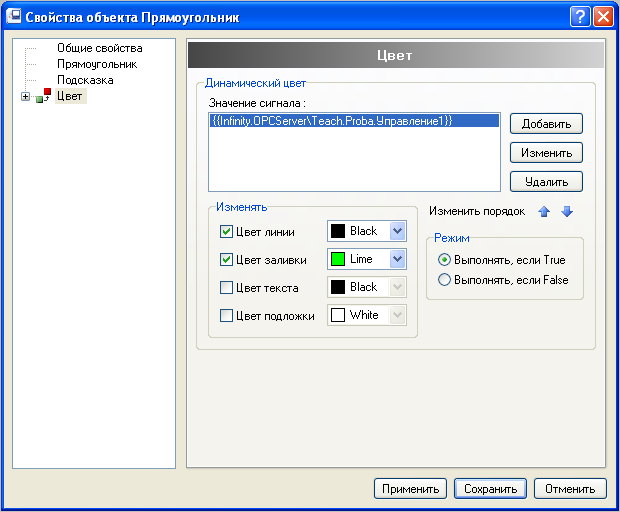 Свойства объекта Прямоугольник
Общие свойства
Прямоугольник
Подсказка
Цвет
Цвет
Динамический цвет
Значение сигнала :
{{Infinity.OPCServer\Teach.Proba.Управление1}}
Добавить
Изменить
Удалить
Изменять
Изменить порядок
Цвет линии
Black
Режим
Цвет заливки
Lime
Выполнять, если True
Цвет текста
Black
Выполнять, если False
Цвет подложки
White
Применить
Сохранить
Отменить